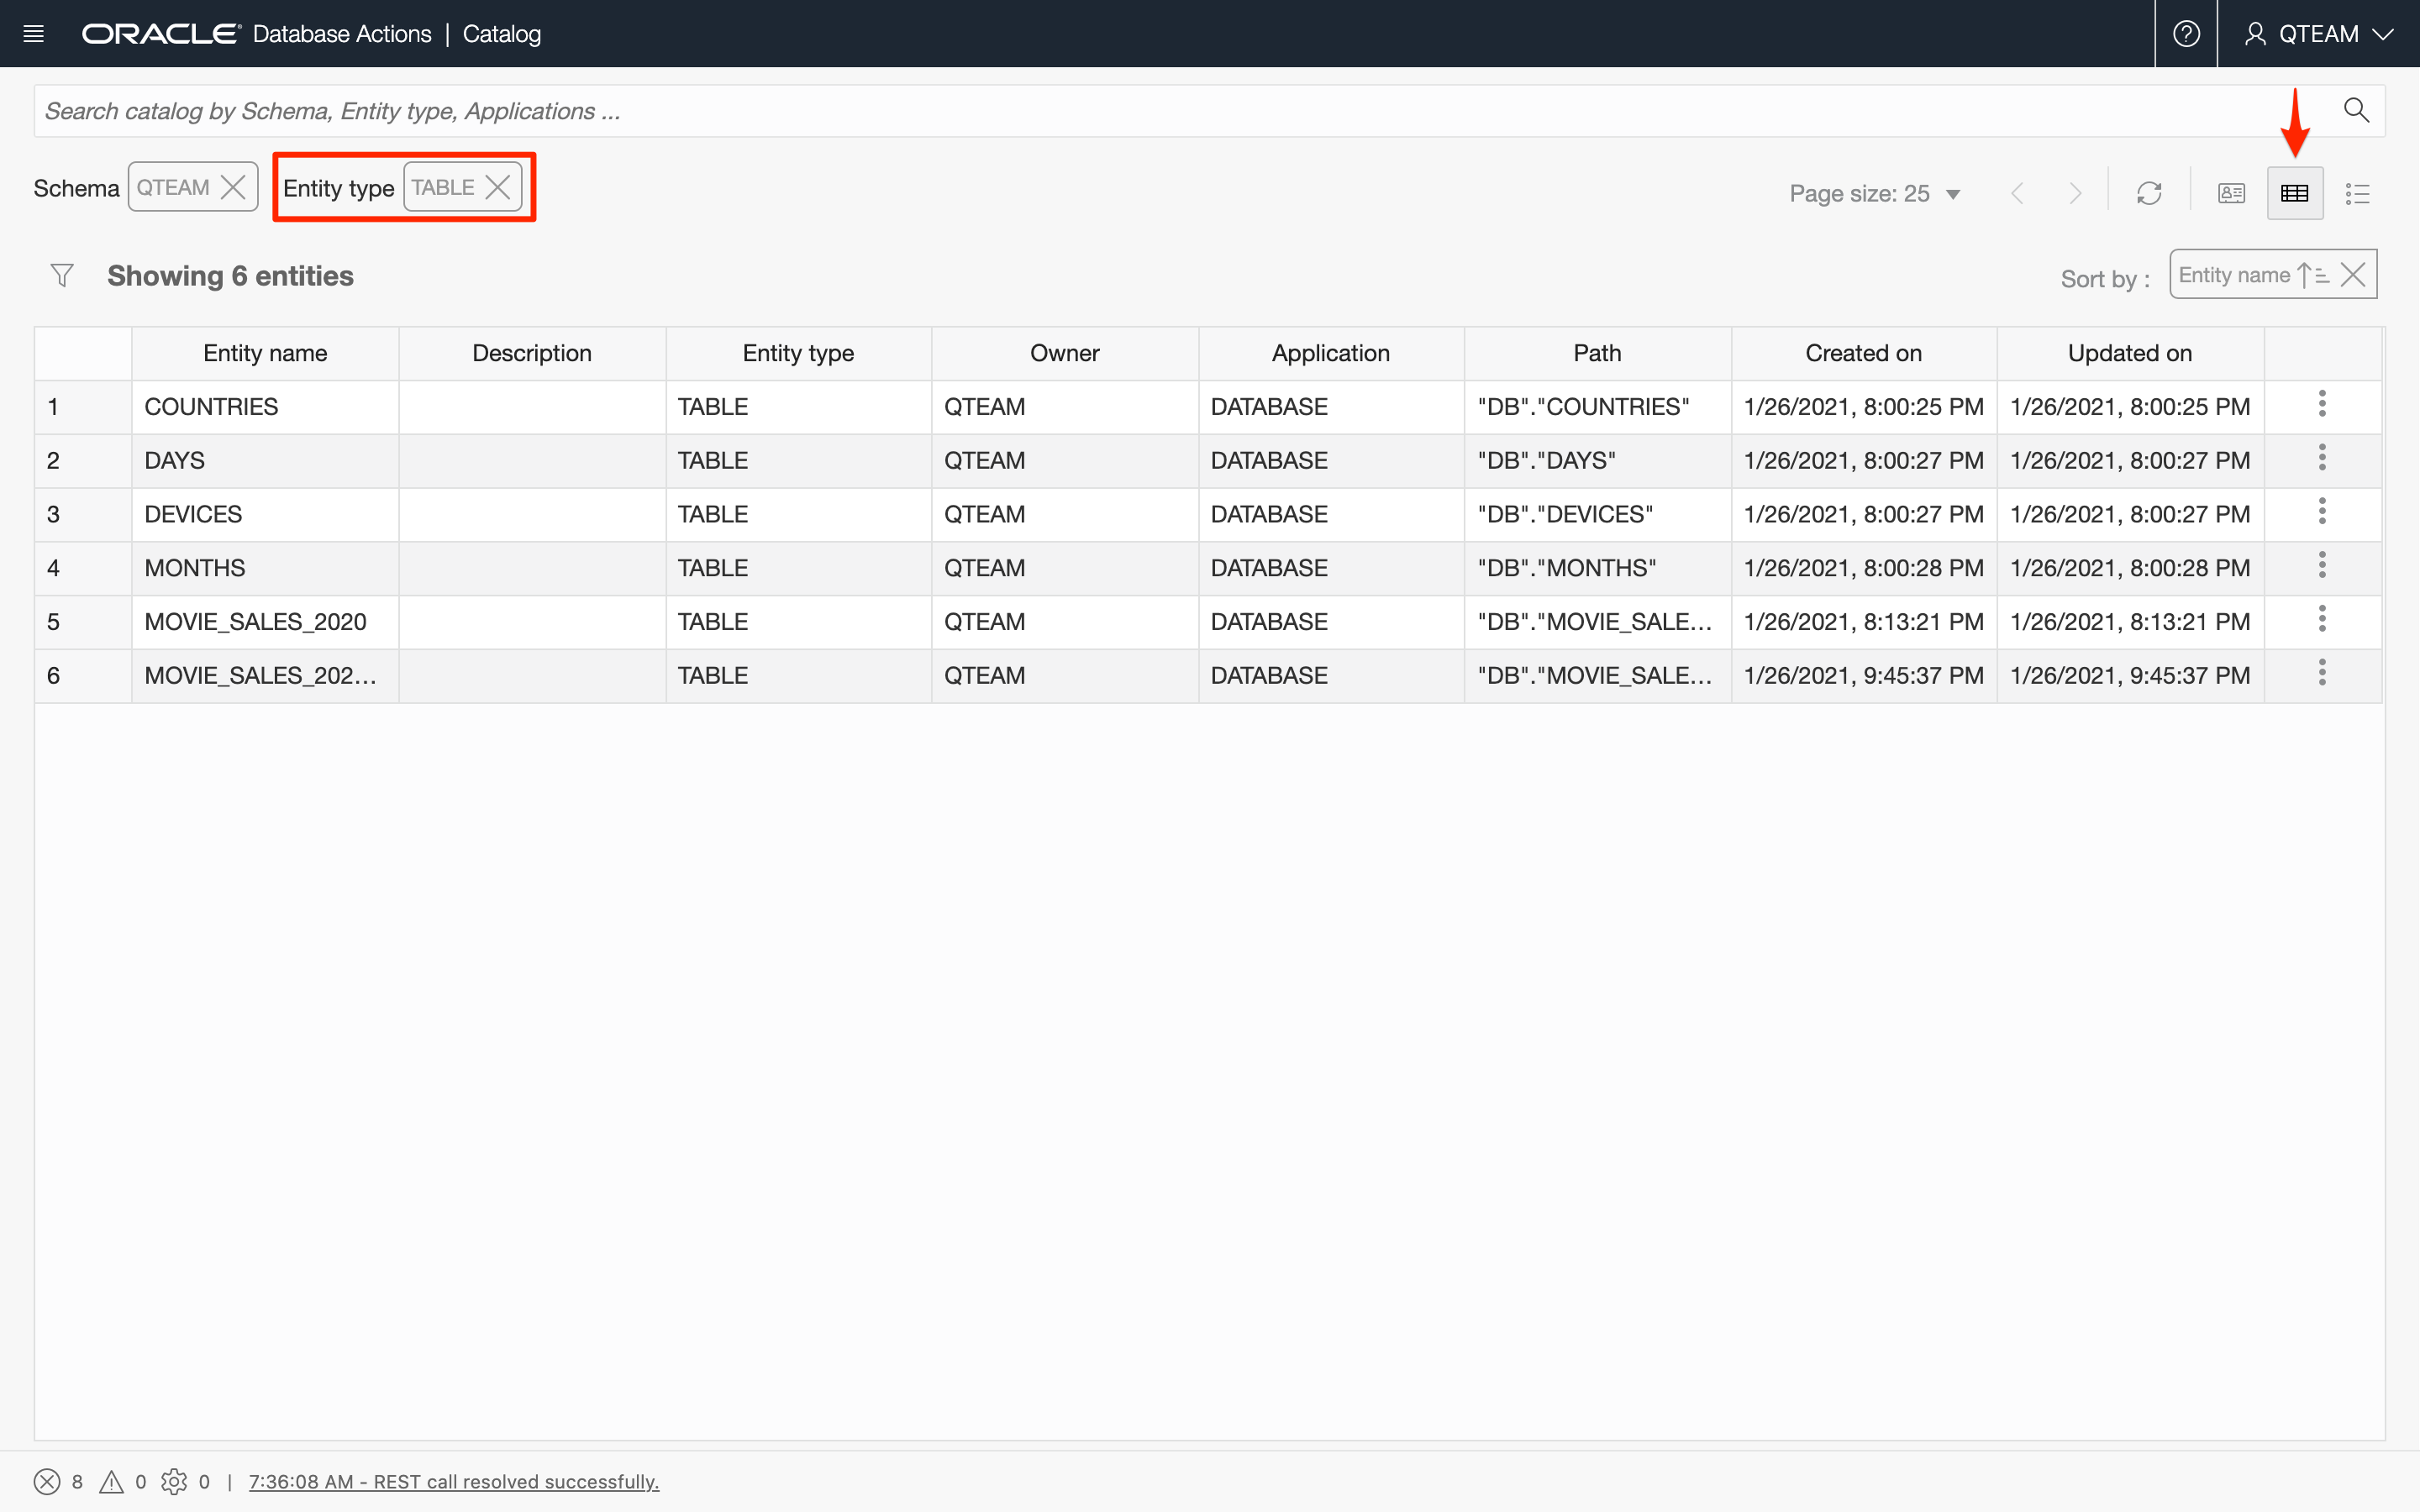 ORACLE Database Actions | Catalog
QTEAM
Search catalog by Schema, Entity type, Applications ...
Schema QTEAM Entity type TABLE
Page size: 25
Showing 6 entities
Sort by : Entity name
Entity name Description Entity type Owner Application Path Created on Updated on
1 COUNTRIES TABLE QTEAM DATABASE "DB"."COUNTRIES" 1/26/2021, 8:00:25 PM 1/26/2021, 8:00:25 PM
2 DAYS TABLE QTEAM DATABASE "DB"."DAYS" 1/26/2021, 8:00:27 PM 1/26/2021, 8:00:27 PM
3 DEVICES TABLE QTEAM DATABASE "DB"."DEVICES" 1/26/2021, 8:00:27 PM 1/26/2021, 8:00:27 PM
4 MONTHS TABLE QTEAM DATABASE "DB"."MONTHS" 1/26/2021, 8:00:28 PM 1/26/2021, 8:00:28 PM
5 MOVIE_SALES_2020 TABLE QTEAM DATABASE "DB"."MOVIE_SALE... 1/26/2021, 8:13:21 PM 1/26/2021, 8:13:21 PM
6 MOVIE_SALES_202... TABLE QTEAM DATABASE "DB"."MOVIE_SALE... 1/26/2021, 9:45:37 PM 1/26/2021, 9:45:37 PM
8 0 0 | 7:36:08 AM - REST call resolved successfully.